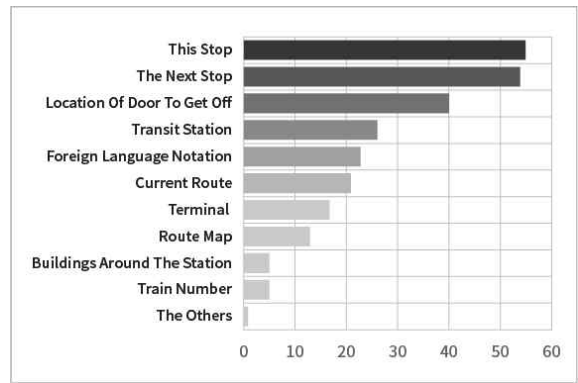 This Stop
The Next Stop
Location Of Door To Get Off
Transit Station
Foreign Language Notation
Current Route
Terminal
Route Map
Buildings Around The Station
Train Number
The Others
0 10 20 30 40 50 60